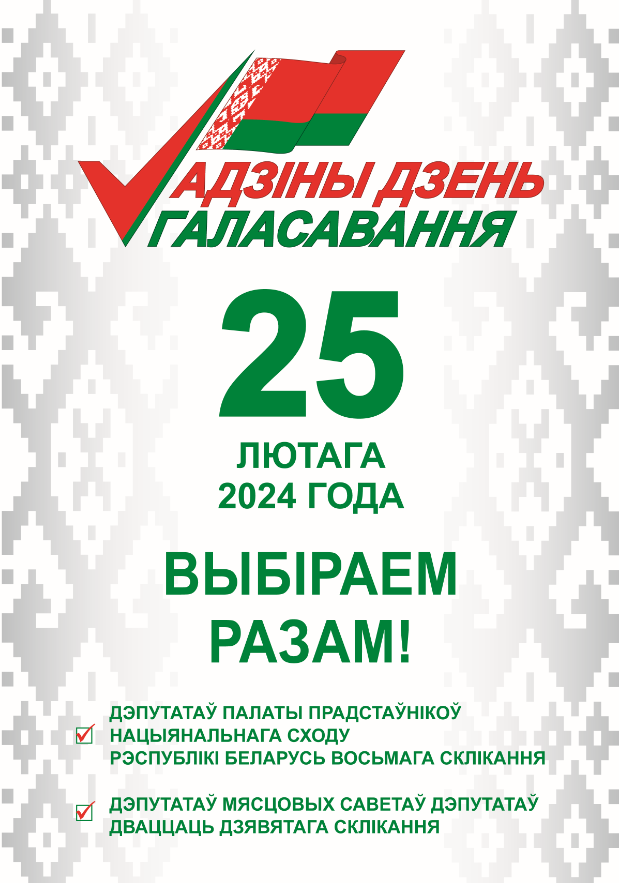 АДЗІНЫ ДЗЕНЬ
ГАЛАСАВАННЯ
25
ЛЮТАГА
2024 ГОДА
ВЫБІРАЕМ
РАЗАМ!
ДЭПУТАТАЎ ПАЛАТЫ ПРАДСТАЎНІКОЎ
НАЦЫЯНАЛЬНАГА СХОДУ
РЭСПУБЛІКІ БЕЛАРУСЬ ВОСЬМАГА СКЛІКАННЯ
ДЭПУТАТАЎ МЯСЦОВЫХ САВЕТАЎ ДЭПУТАТАЎ
ДВАЦЦАЦЬ ДЗЯВЯТАГА СКЛІКАННЯ